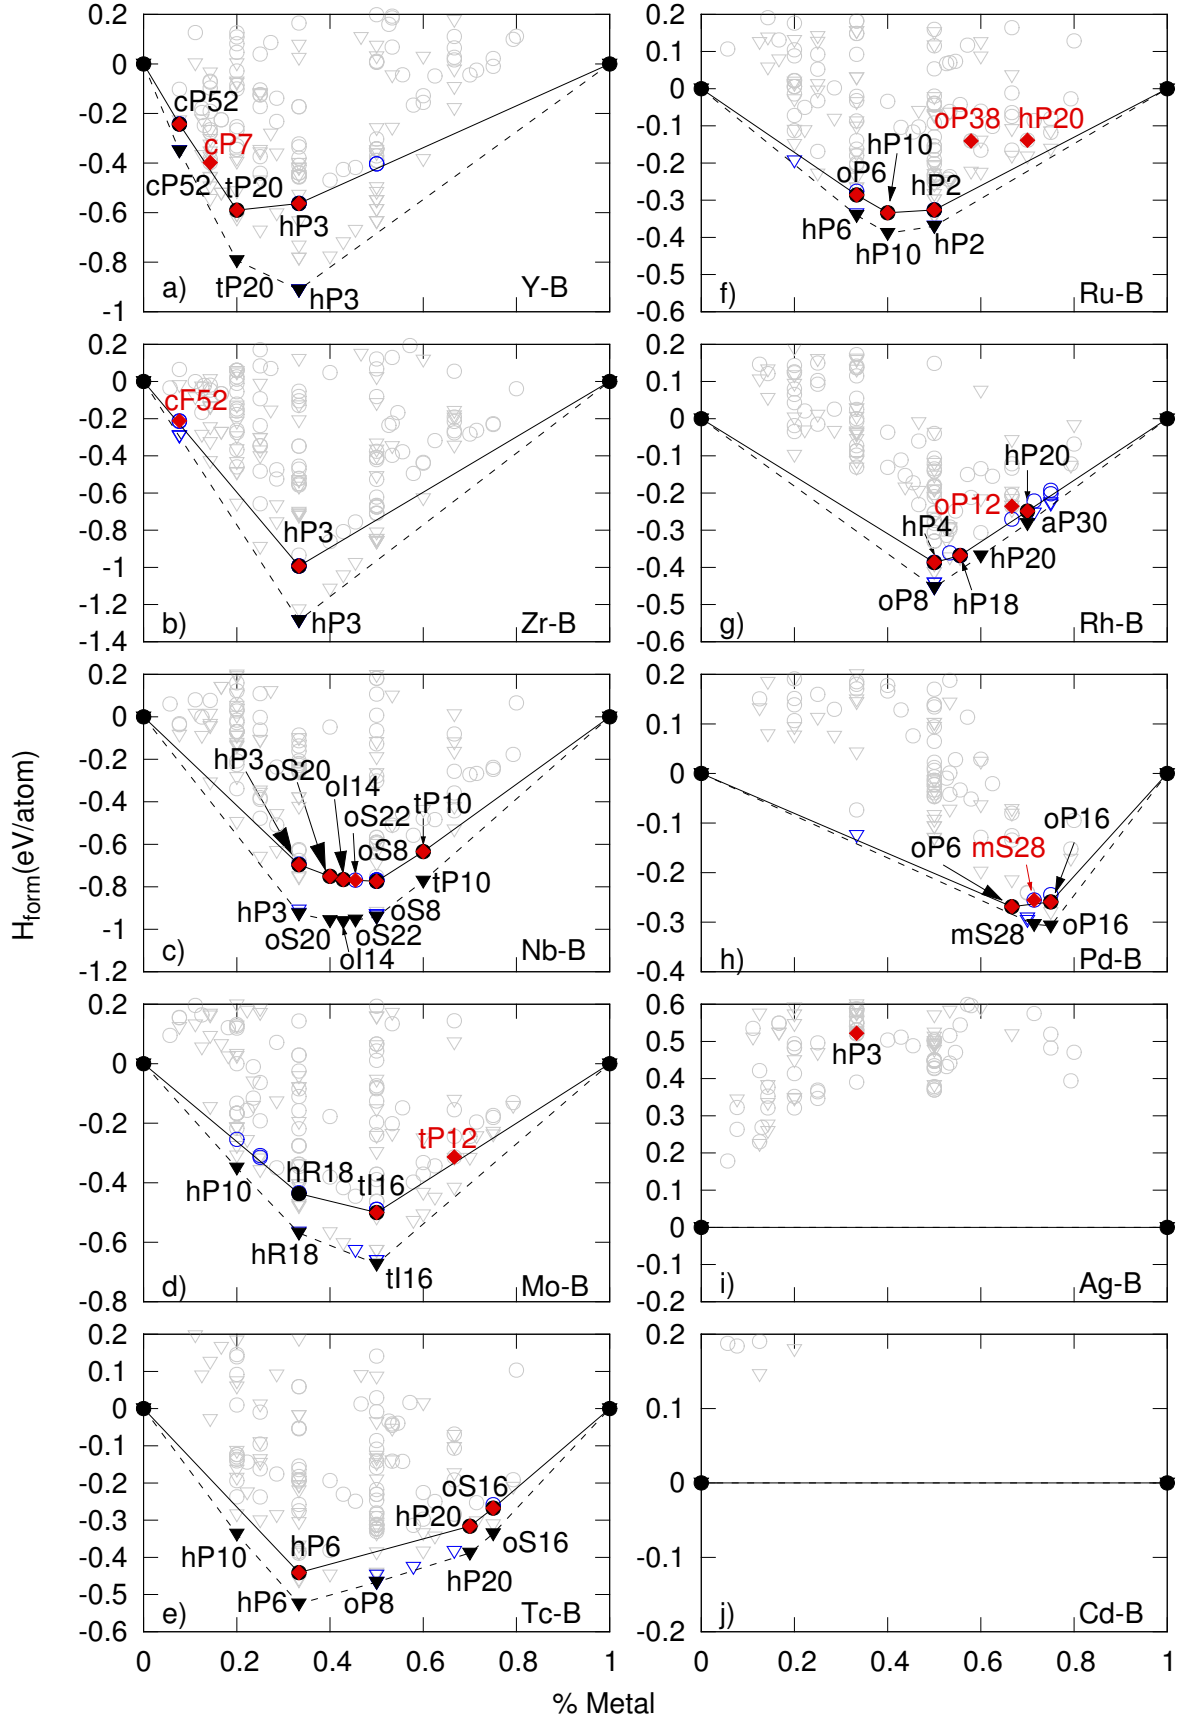 H_form(eV/atom)
0.2
0
-0.2
-0.4
-0.6
-0.8
-1
cP52
cP7
cP52
tP20
hP3
tP20
hP3
a)
Y-B
0.2
0
-0.2
-0.4
-0.6
-0.8
-1
-1.2
-1.4
cF52
hP3
hP3
b)
Zr-B
0.2
0
-0.2
-0.4
-0.6
-0.8
-1
-1.2
hP3
oS20
oI14
oS22
oS8
tP10
hP3
oS20
oI14
oS22
oS8
tP10
c)
Nb-B
0.2
0
-0.2
-0.4
-0.6
-0.8
tP12
hR18
tI16
hP10
hR18
tI16
d)
Mo-B
0.2
0.1
0
-0.1
-0.2
-0.3
-0.4
-0.5
-0.6
oS16
hP20
hP6
hP10
hP6
oP8
hP20
oS16
e)
Tc-B
0
0.2
0.4
0.6
0.8
1
0.2
0.1
0
-0.1
-0.2
-0.3
-0.4
-0.5
-0.6
oP38
hP20
hP10
oP6
hP2
hP6
hP10
hP2
f)
Ru-B
0.2
0.1
0
-0.1
-0.2
-0.3
-0.4
-0.5
-0.6
hP20
oP12
hP4
aP30
hP20
hP18
oP8
g)
Rh-B
0.2
0.1
0
-0.1
-0.2
-0.3
-0.4
oP16
oP6
mS28
mS28
oP16
h)
Pd-B
0.6
0.5
0.4
0.3
0.2
0.1
0
-0.1
-0.2
hP3
i)
Ag-B
0.2
0.1
0
-0.1
-0.2
j)
Cd-B
0
0.2
0.4
0.6
0.8
1
% Metal